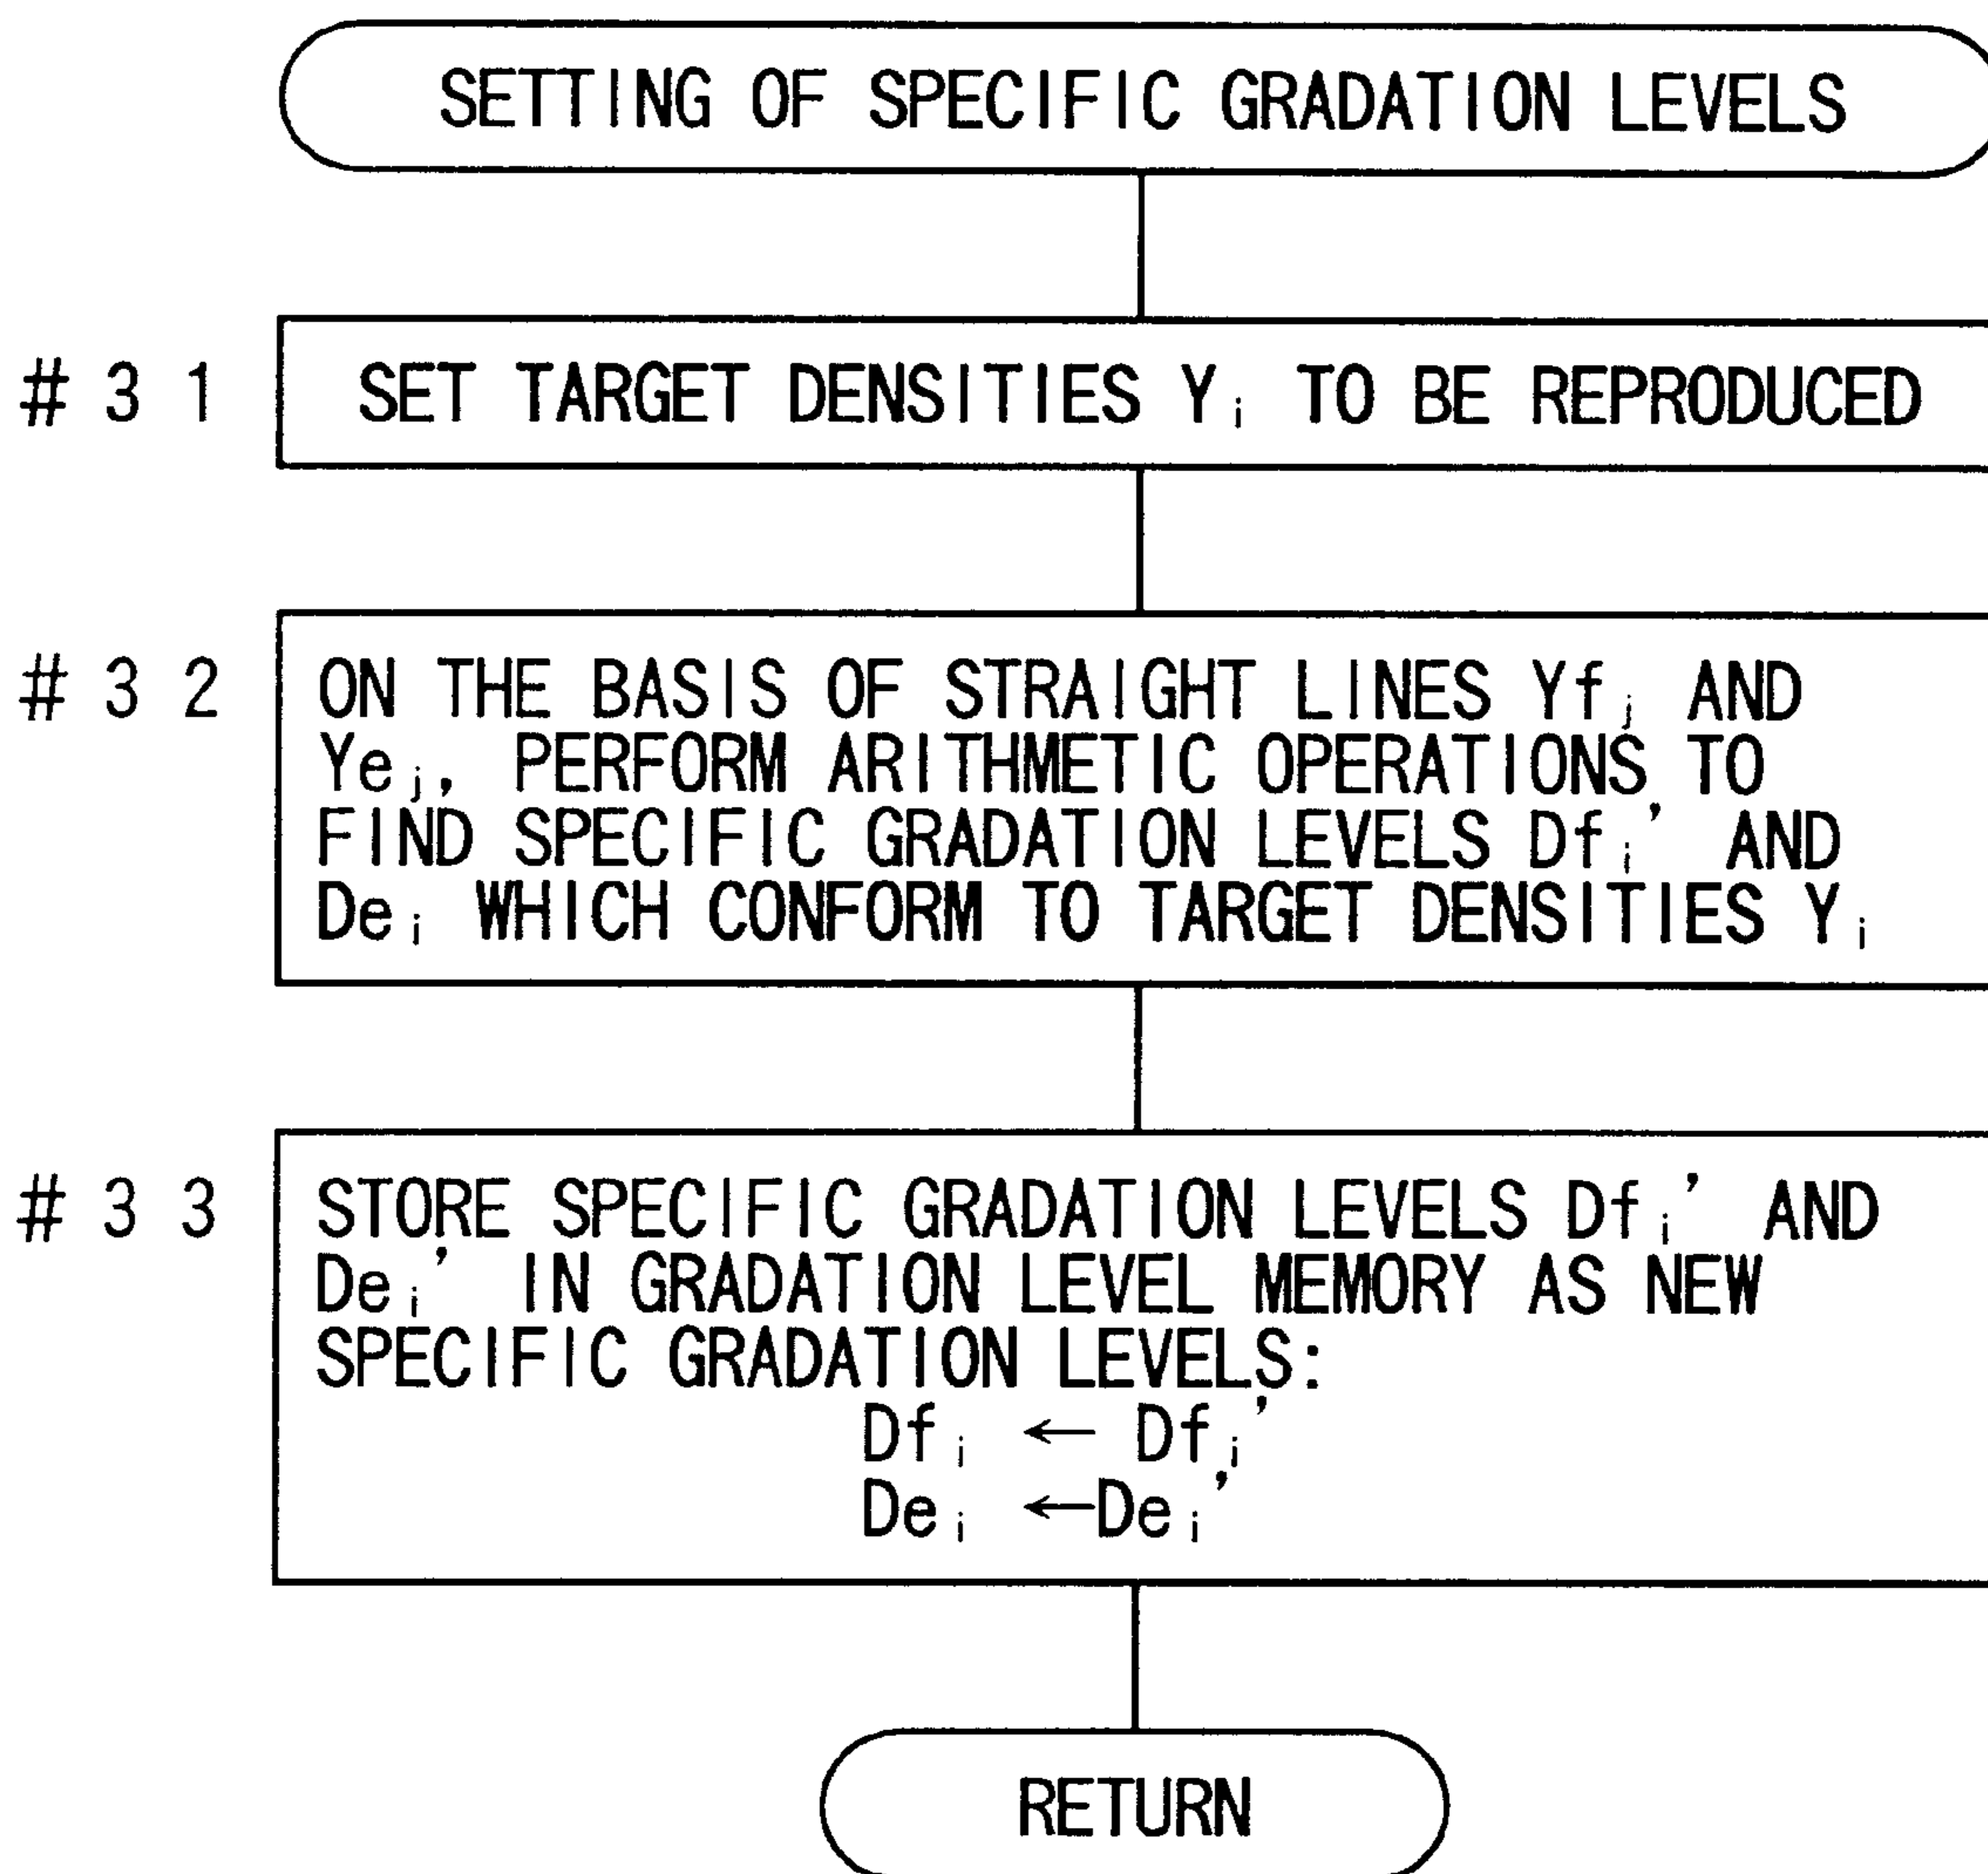 SETTING OF SPECIFIC GRADATION LEVELS
#31 SET TARGET DENSITIES Yᵢ TO BE REPRODUCED
#32 ON THE BASIS OF STRAIGHT LINES Yfⱼ AND
Yeⱼ, PERFORM ARITHMETIC OPERATIONS TO
FIND SPECIFIC GRADATION LEVELS Dfᵢ' AND
Deᵢ WHICH CONFORM TO TARGET DENSITIES Yᵢ
#33 STORE SPECIFIC GRADATION LEVELS Dfᵢ' AND
Deᵢ' IN GRADATION LEVEL MEMORY AS NEW
SPECIFIC GRADATION LEVELS:
Dfᵢ ← Dfᵢ'
Deᵢ ← Deᵢ'
RETURN